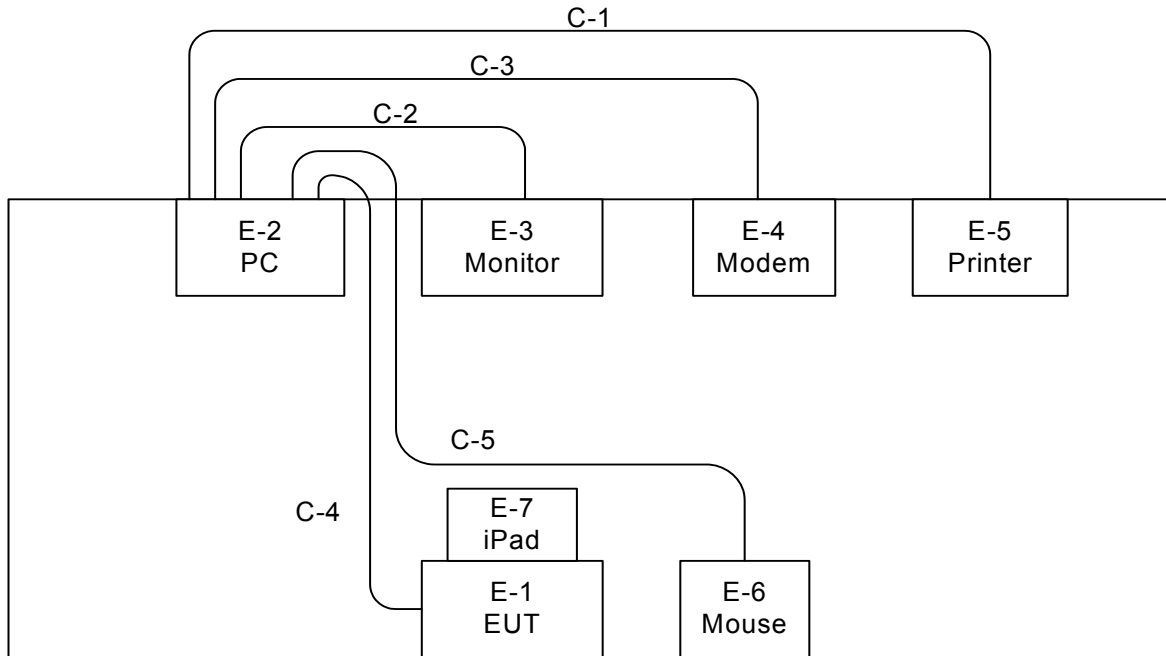 C-1
C-3
C-2
E-2
PC
E-3
Monitor
E-4
Modem
E-5
Printer
C-5
C-4
E-7
iPad
E-1
EUT
E-6
Mouse